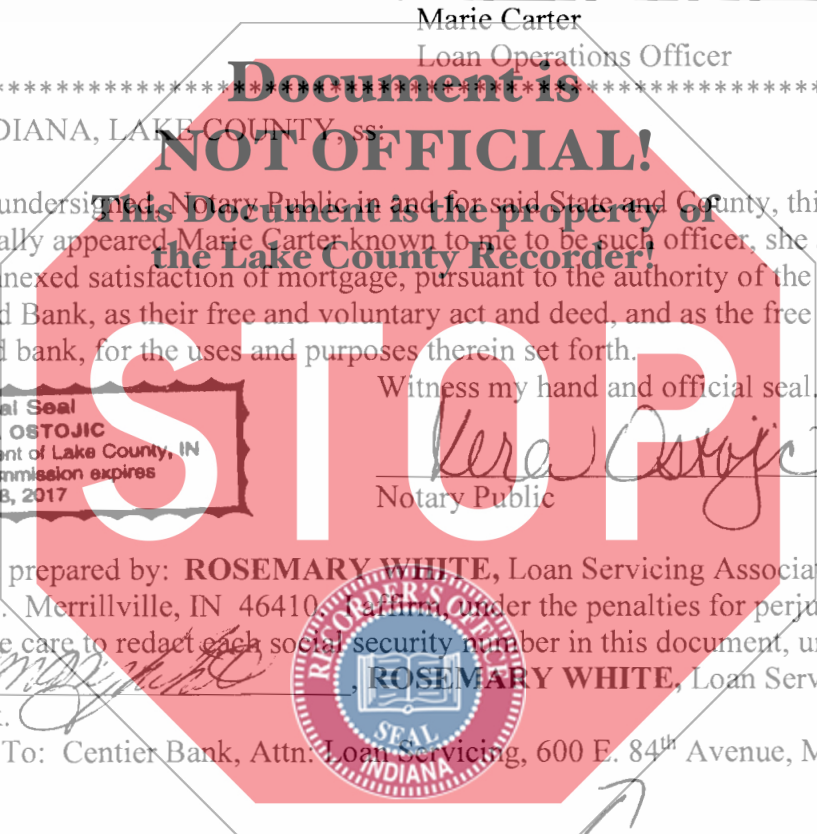 Marie Carter
Loan Operations Officer
************************************************************
DIANA, LAKE COUNTY, ss:
Document is
NOT OFFICIAL!
This Document is the property of
the Lake County Recorder!
undersigned, Notary Public in and for said State and County, thi
ally appeared Marie Carter known to me to be such officer, she
nexed satisfaction of mortgage, pursuant to the authority of the
d Bank, as their free and voluntary act and deed, and as the free
d bank, for the uses and purposes therein set forth.
STOP
Witness my hand and official seal.
al Seal
OSTOJIC
ent of Lake County, IN
mmission expires
8, 2017
Vera Ostojic
Notary Public
prepared by: ROSEMARY WHITE, Loan Servicing Associa
. Merrillville, IN 46410. I affirm, under the penalties for perju
e care to redact each social security number in this document, u
, ROSEMARY WHITE, Loan Serv
RECORDER'S OFFICE
SEAL
INDIANA
To: Centier Bank, Attn: Loan Servicing, 600 E. 84th Avenue, M